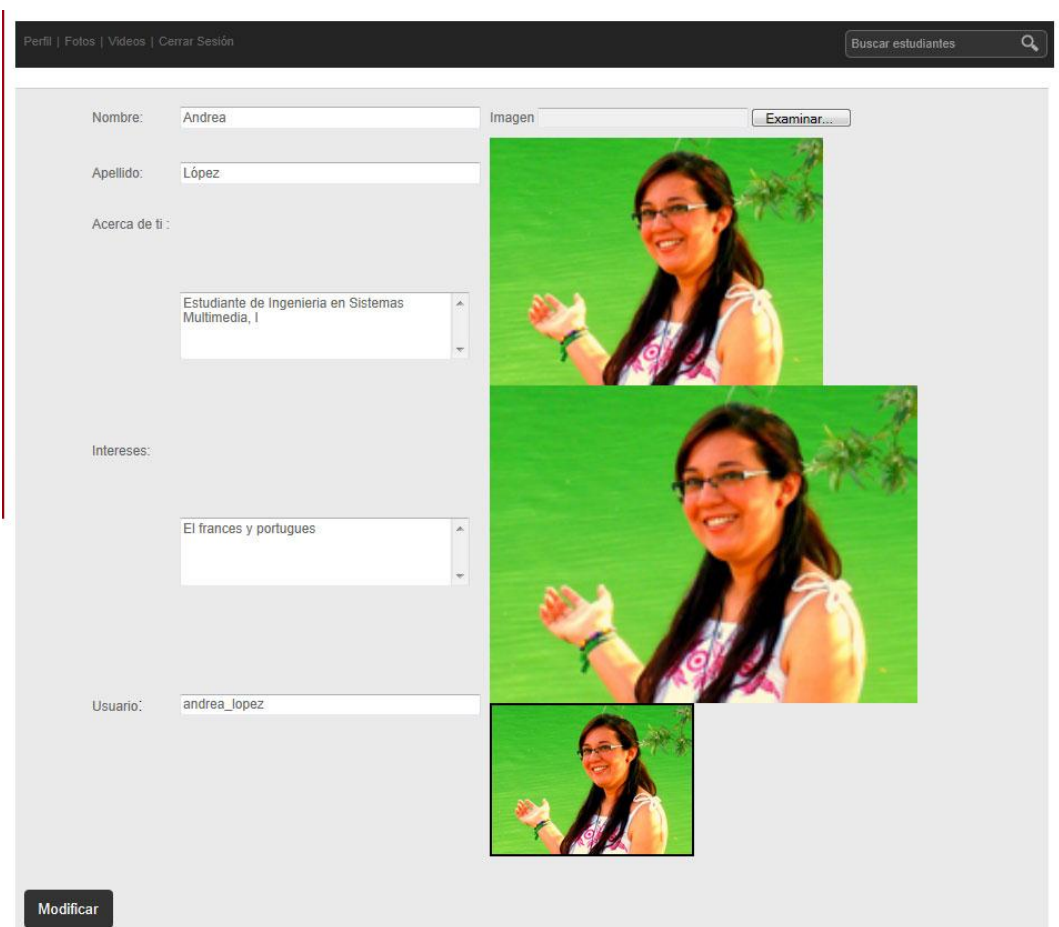 Perfil | Fotos | Videos | Cerrar Sesión
Buscar estudiantes
Nombre: Andrea
Imagen Examinar...
Apellido: López
Acerca de ti :
Estudiante de Ingenieria en Sistemas
Multimedia, I
Intereses:
El frances y portugues
Usuario: andrea_lopez
Modificar